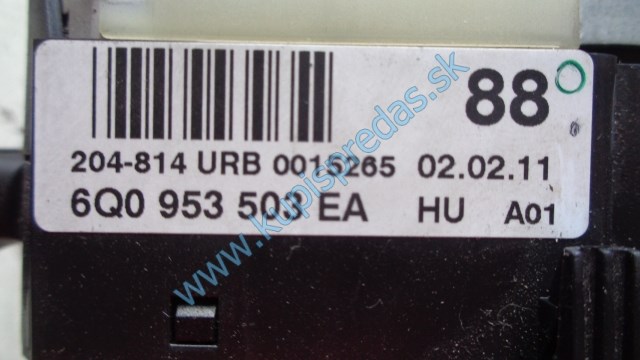 88
204-814 URB 0015265 02.02.11
6Q0 953 503 EA HU A01
www.kupispredas.sk